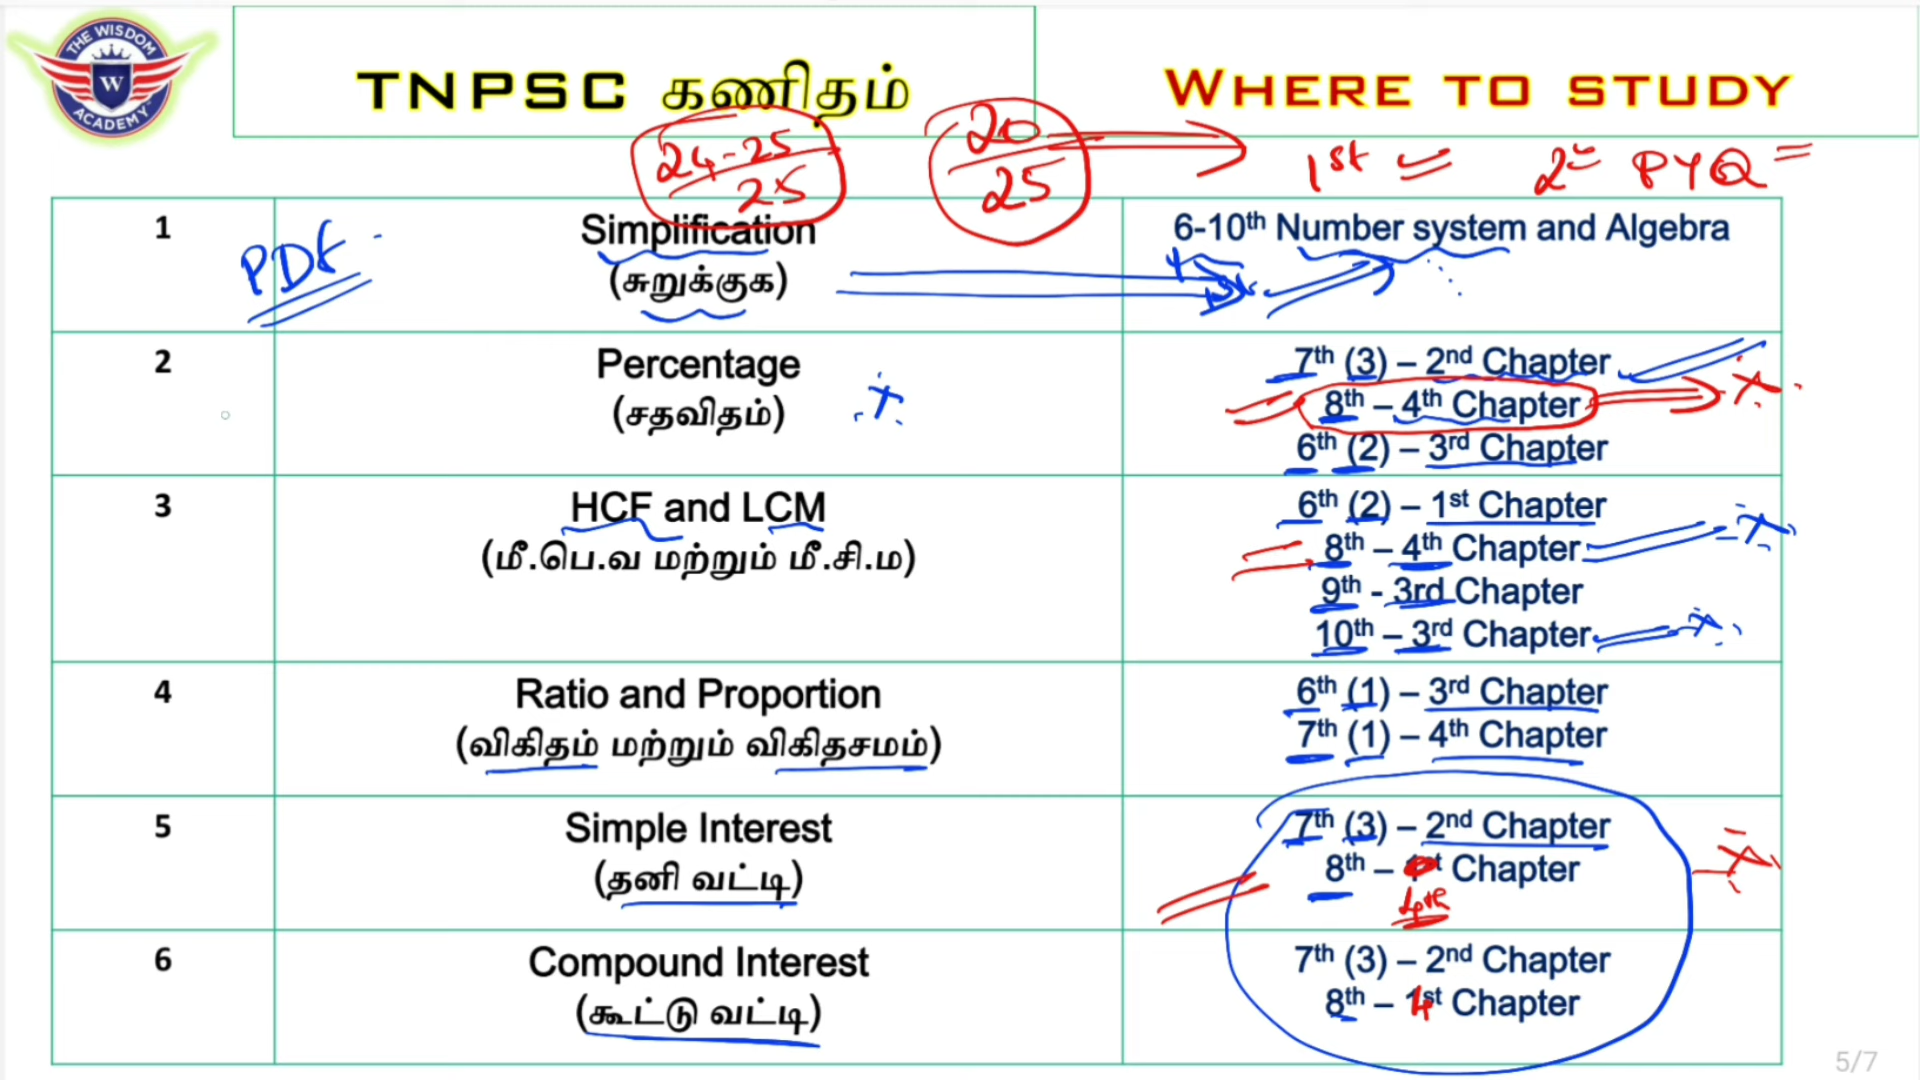 THE WISDOM
W
ACADEMY
TNPSC கணிதம்
WHERE TO STUDY
24-25
25
20
25
1st 2 PYQ
PDF
1
Simplification
(சுறுக்குக)
6-10th Number system and Algebra
2
Percentage
(சதவிதம்)
7th (3) – 2nd Chapter
8th – 4th Chapter
6th (2) – 3rd Chapter
3
HCF and LCM
(மீ.பெ.வ மற்றும் மீ.சி.ம)
6th (2) – 1st Chapter
8th – 4th Chapter
9th - 3rd Chapter
10th – 3rd Chapter
4
Ratio and Proportion
(விகிதம் மற்றும் விகிதசமம்)
6th (1) – 3rd Chapter
7th (1) – 4th Chapter
5
Simple Interest
(தனி வட்டி)
7th (3) – 2nd Chapter
8th – 1st Chapter
4th
6
Compound Interest
(கூட்டு வட்டி)
7th (3) – 2nd Chapter
8th – 4st Chapter
5/7